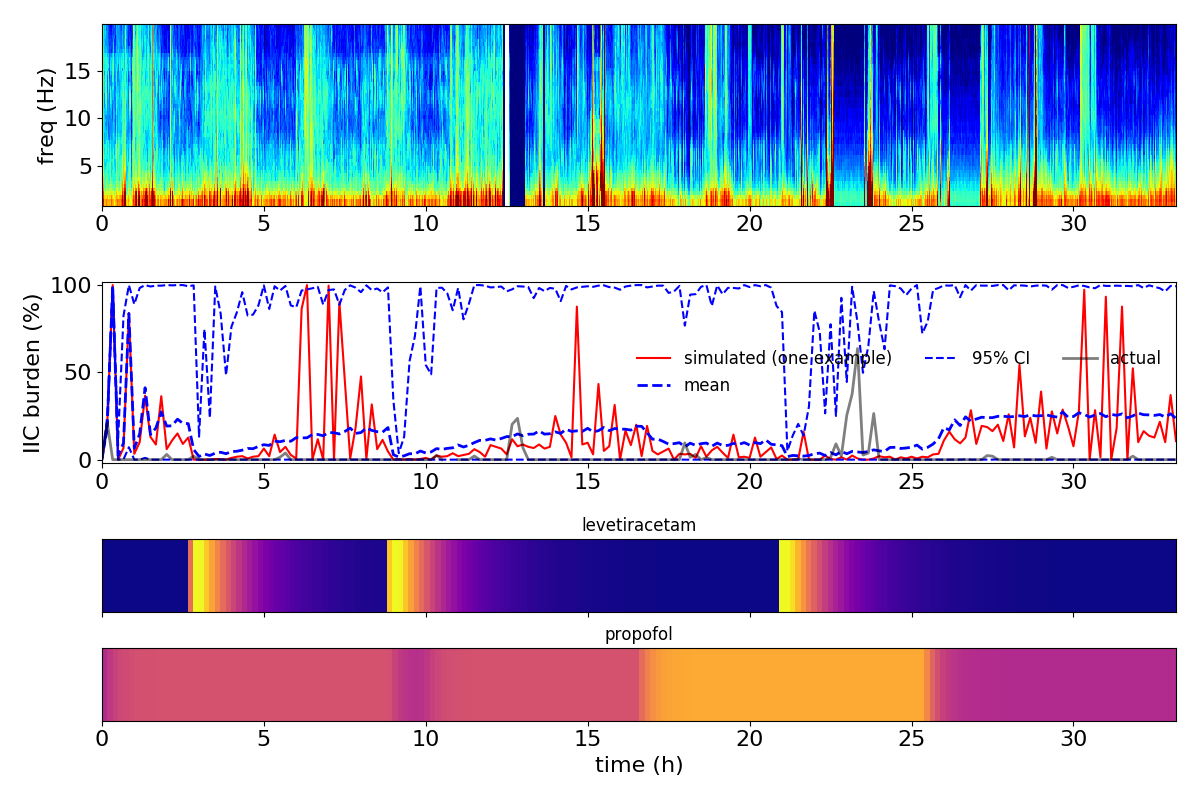 freq (Hz)
15
10
5
0 5 10 15 20 25 30
IIC burden (%)
100
50
0
simulated (one example) 95% CI actual
mean
0 5 10 15 20 25 30
levetiracetam
propofol
0 5 10 15 20 25 30
time (h)